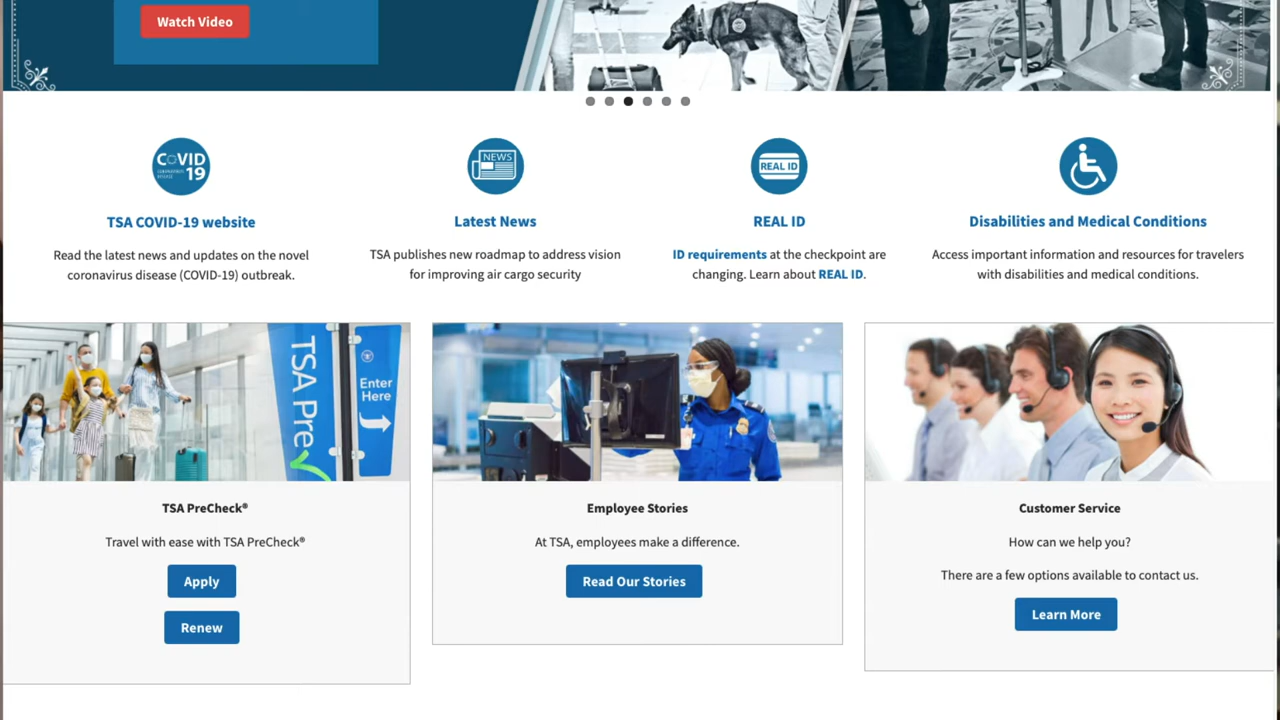 Watch Video
COVID
19
NEWS
REAL ID
TSA COVID-19 website
Latest News
REAL ID
Disabilities and Medical Conditions
Read the latest news and updates on the novel
coronavirus disease (COVID-19) outbreak.
TSA publishes new roadmap to address vision
for improving air cargo security
ID requirements at the checkpoint are
changing. Learn about REAL ID.
Access important information and resources for travelers
with disabilities and medical conditions.
TSA Pre
Enter
Here
TSA PreCheck®
Travel with ease with TSA PreCheck®
Apply
Renew
Employee Stories
At TSA, employees make a difference.
Read Our Stories
Customer Service
How can we help you?
There are a few options available to contact us.
Learn More